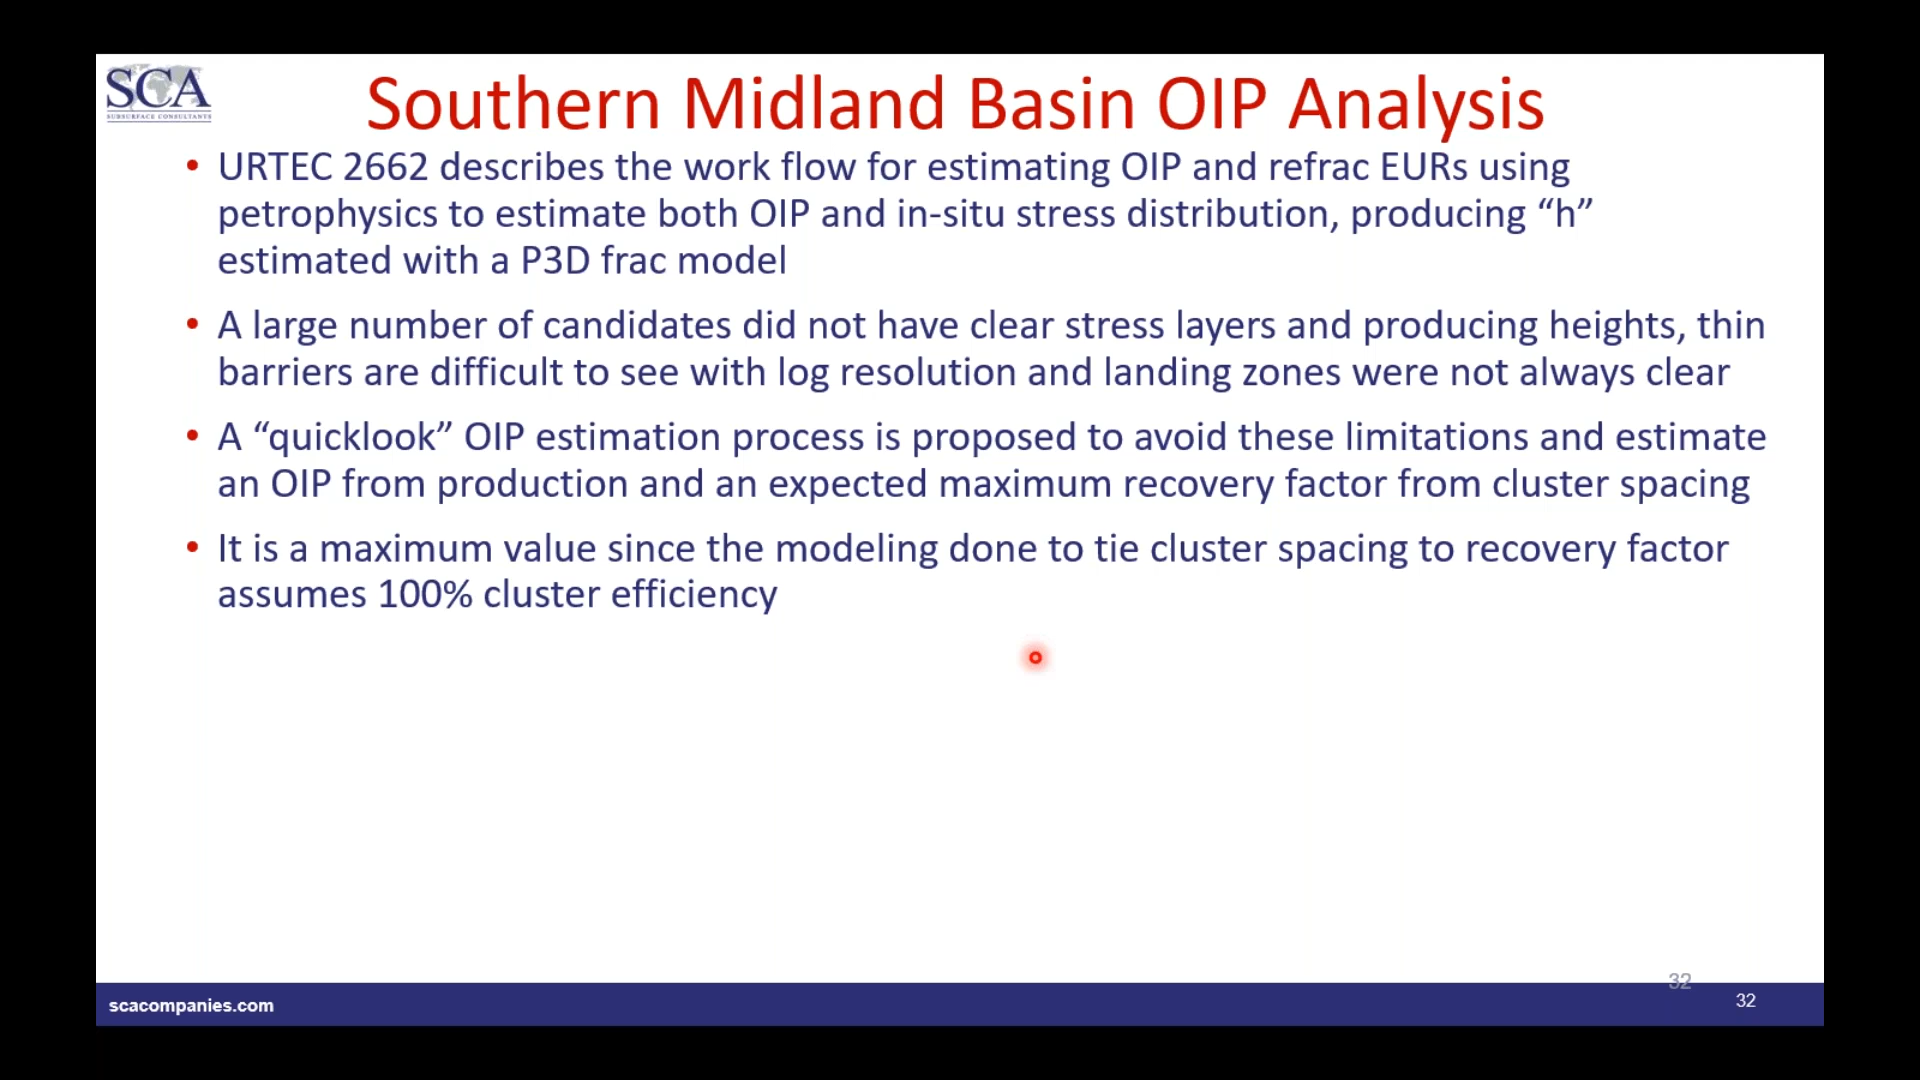 SCA
SUBSURFACE CONSULTANTS
Southern Midland Basin OIP Analysis
• URTEC 2662 describes the work flow for estimating OIP and refrac EURs using
petrophysics to estimate both OIP and in-situ stress distribution, producing “h”
estimated with a P3D frac model
• A large number of candidates did not have clear stress layers and producing heights, thin
barriers are difficult to see with log resolution and landing zones were not always clear
• A “quicklook” OIP estimation process is proposed to avoid these limitations and estimate
an OIP from production and an expected maximum recovery factor from cluster spacing
• It is a maximum value since the modeling done to tie cluster spacing to recovery factor
assumes 100% cluster efficiency
32
scacompanies.com
32